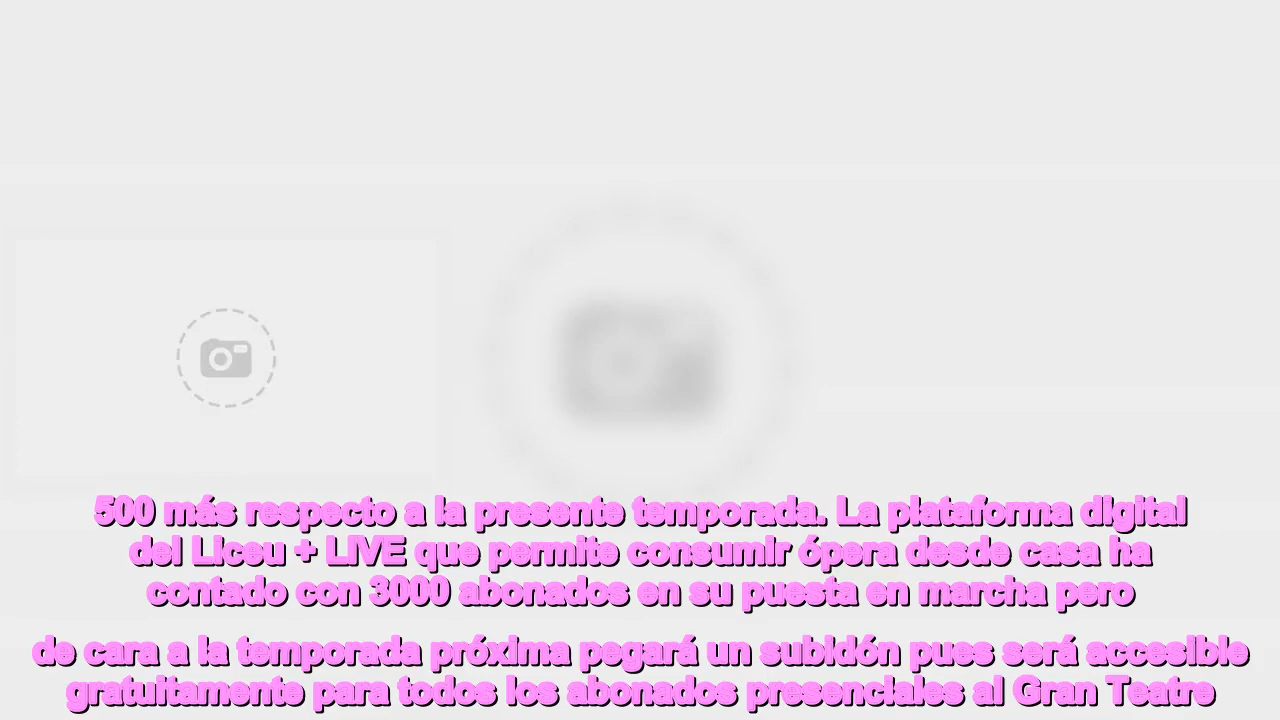 500 más respecto a la presente temporada. La plataforma digital
del Liceu + LIVE que permite consumir ópera desde casa ha
contado con 3000 abonados en su puesta en marcha pero
de cara a la temporada próxima pegará un subidón pues será accesible
gratuitamente para todos los abonados presenciales al Gran Teatre